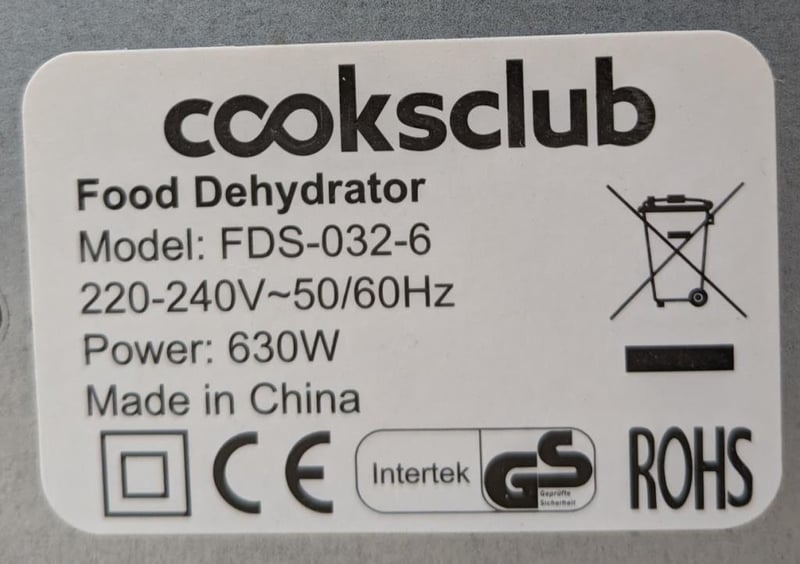 cooksclub
Food Dehydrator
Model: FDS-032-6
220-240V~50/60Hz
Power: 630W
Made in China
CE Intertek GS ROHS
Geprüfte
Sicherheit